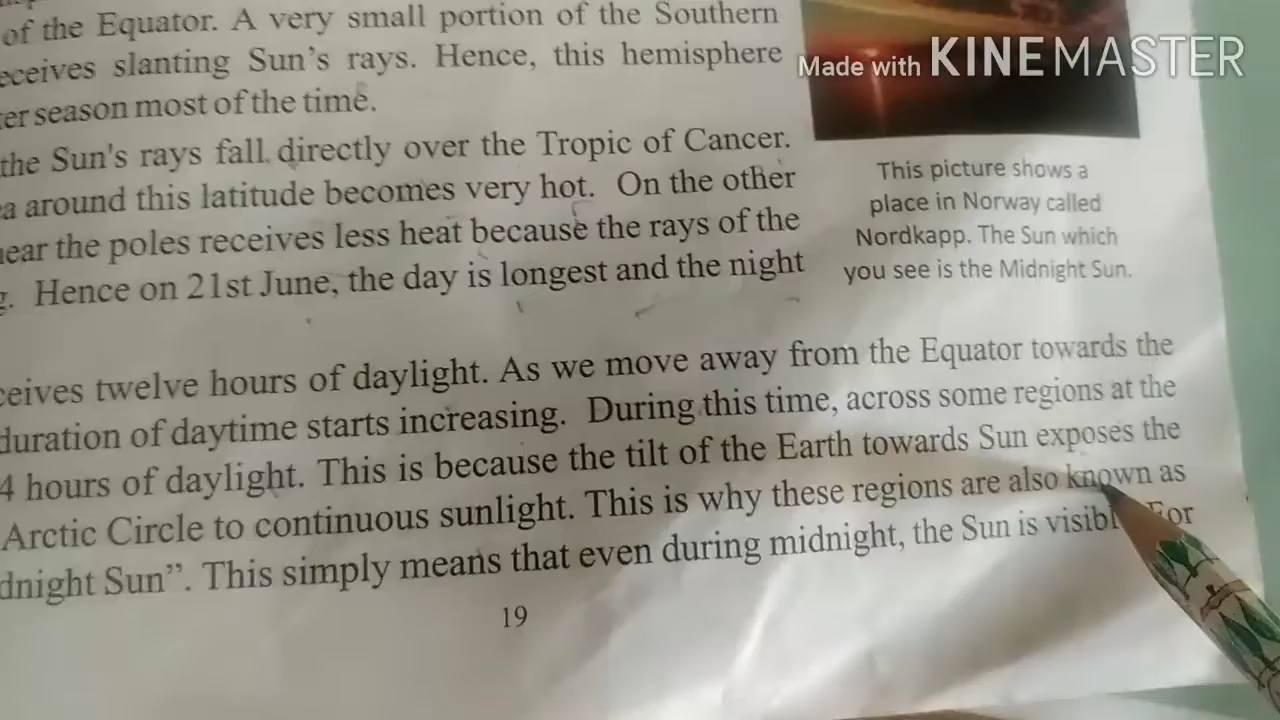 of the Equator. A very small portion of the Southern
eceives slanting Sun's rays. Hence, this hemisphere
er season most of the time.
the Sun's rays fall directly over the Tropic of Cancer.
a around this latitude becomes very hot. On the other
near the poles receives less heat because the rays of the
g. Hence on 21st June, the day is longest and the night
Made with KINEMASTER
This picture shows a
place in Norway called
Nordkapp. The Sun which
you see is the Midnight Sun.
ceives twelve hours of daylight. As we move away from the Equator towards the
duration of daytime starts increasing. During this time, across some regions at the
4 hours of daylight. This is because the tilt of the Earth towards Sun exposes the
Arctic Circle to continuous sunlight. This is why these regions are also known as
dnight Sun”. This simply means that even during midnight, the Sun is visibl For
19